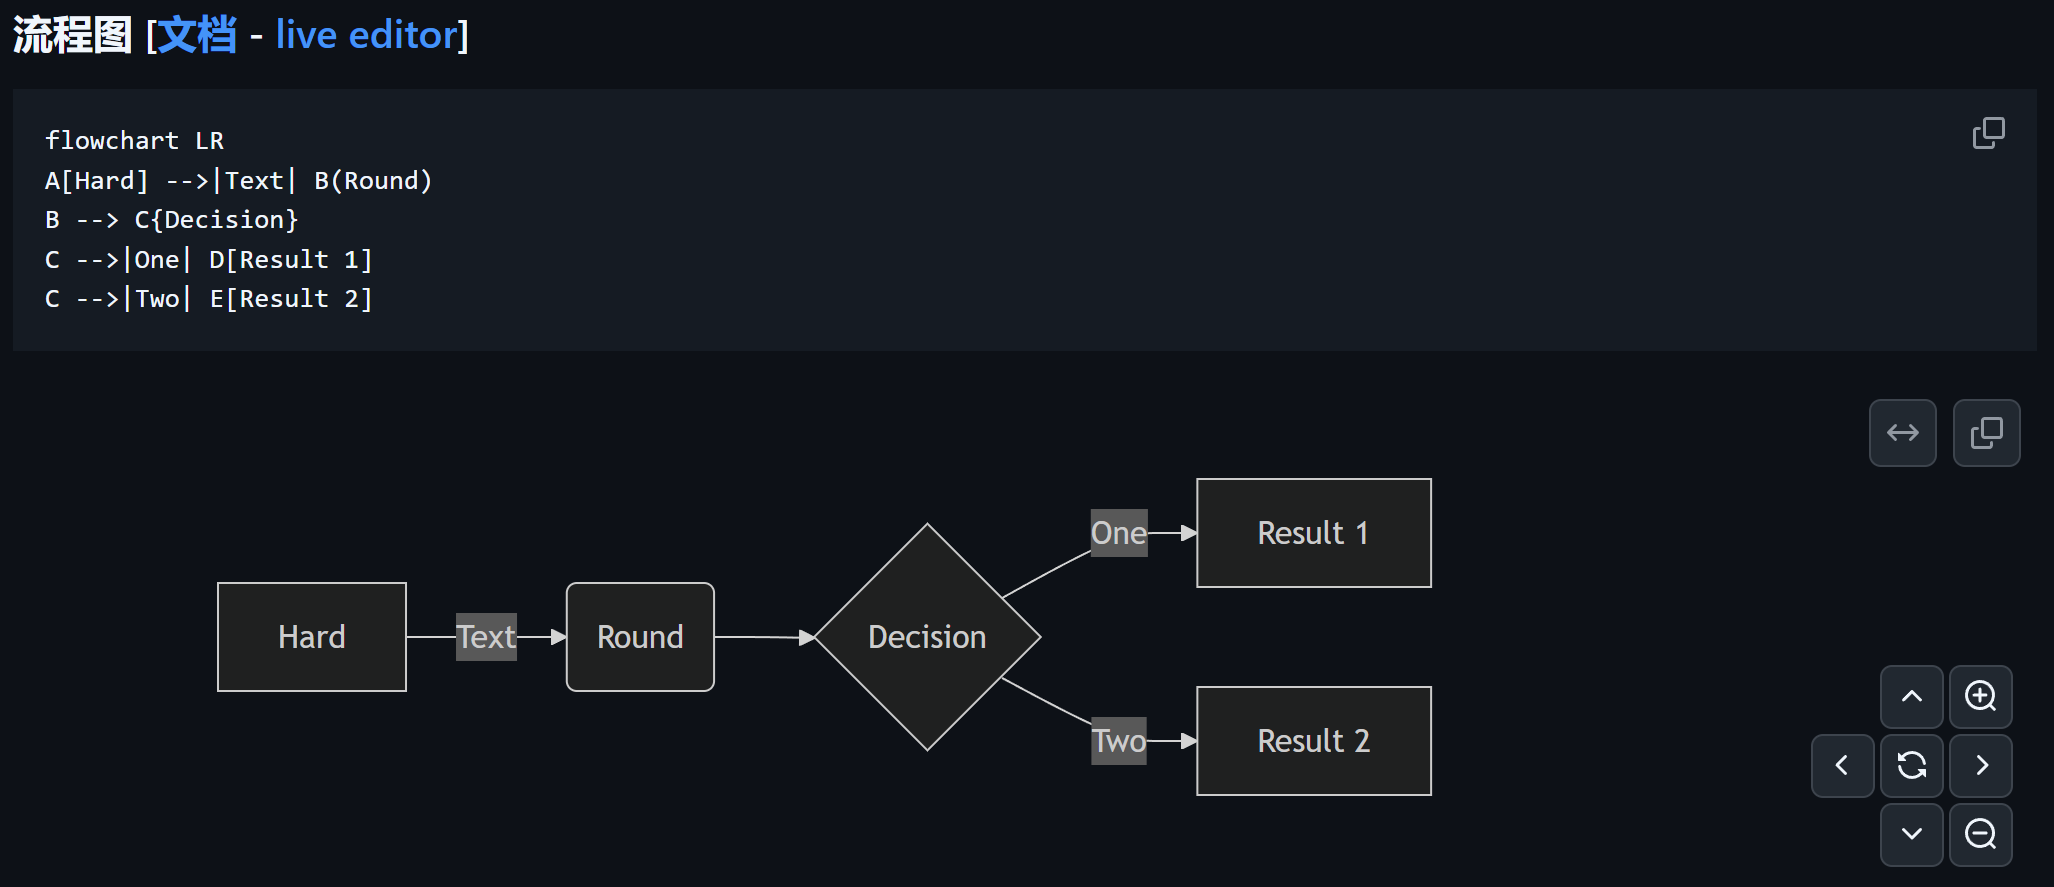 流程图 [文档 - live editor]
flowchart LR
A[Hard] -->|Text| B(Round)
B --> C{Decision}
C -->|One| D[Result 1]
C -->|Two| E[Result 2]
Hard
Text
Round
Decision
One
Result 1
Two
Result 2